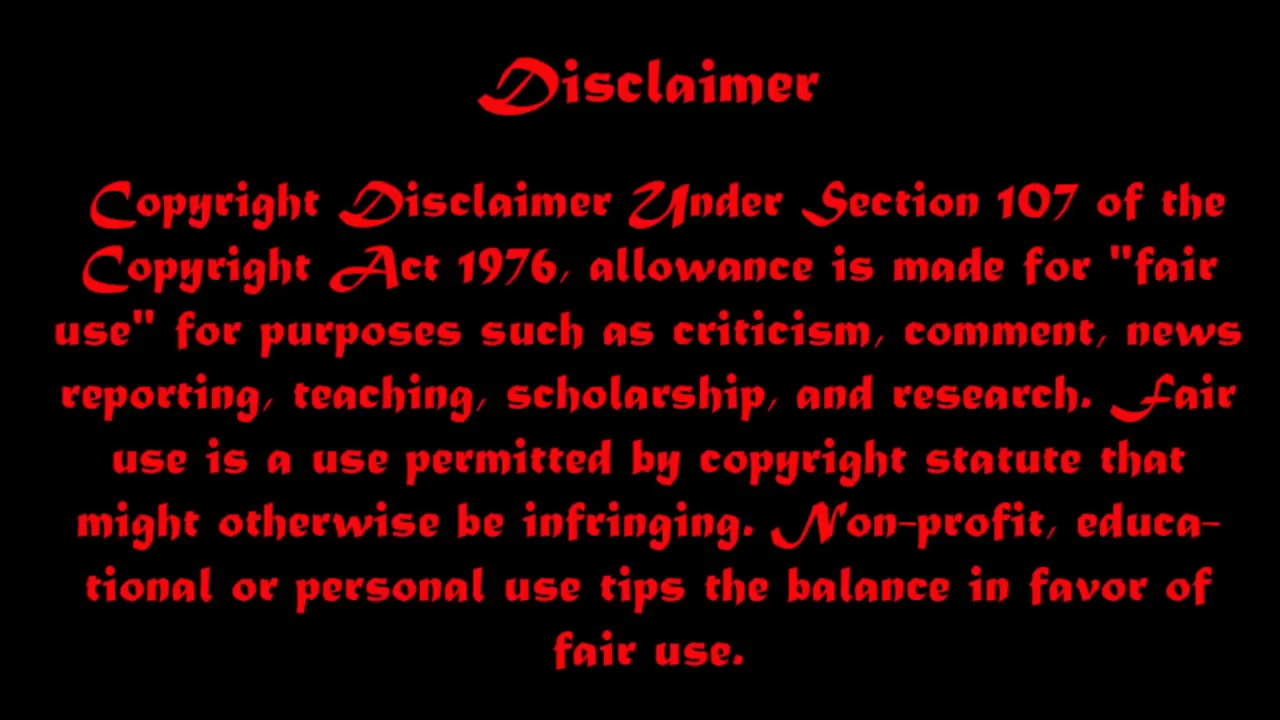 Disclaimer
Copyright Disclaimer Under Section 107 of the
Copyright Act 1976, allowance is made for "fair
use" for purposes such as criticism, comment, news
reporting, teaching, scholarship, and research. Fair
use is a use permitted by copyright statute that
might otherwise be infringing. Non-profit, educa-
tional or personal use tips the balance in favor of
fair use.